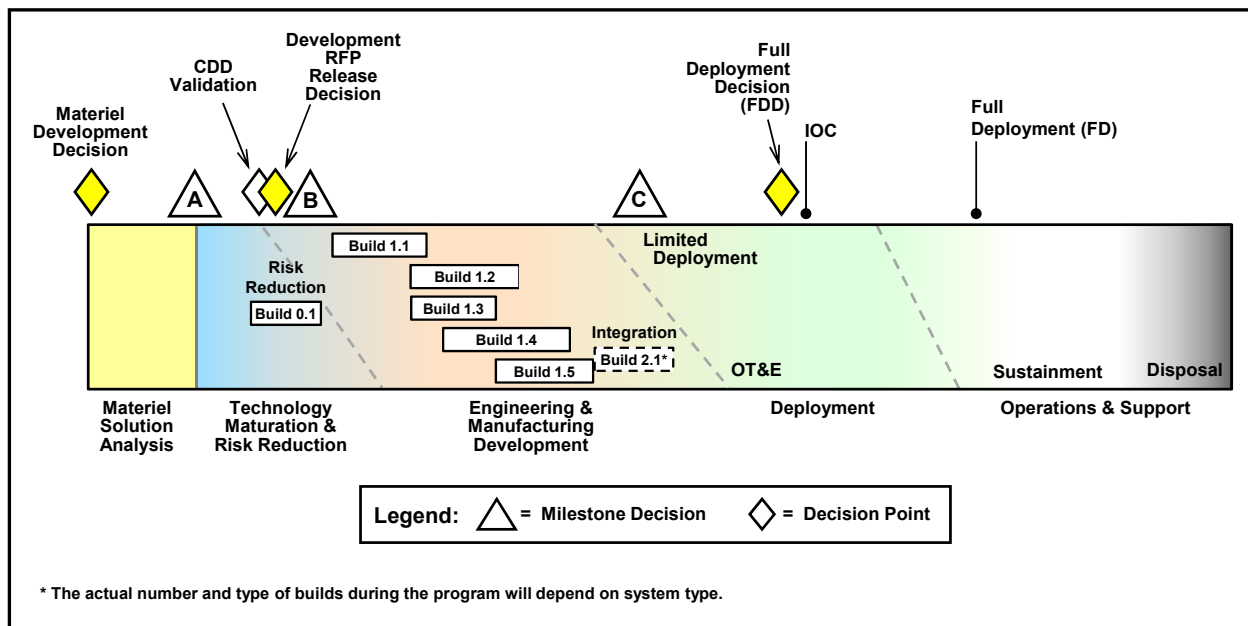 Materiel
Development
Decision
CDD
Validation
Development
RFP
Release
Decision
Full
Deployment
Decision
(FDD)
IOC
Full
Deployment (FD)
A
B
C
Build 1.1
Limited
Deployment
Risk
Reduction
Build 1.2
Build 0.1
Build 1.3
Build 1.4
Integration
Build 2.1*
Build 1.5
OT&E
Sustainment
Disposal
Materiel
Solution
Analysis
Technology
Maturation &
Risk Reduction
Engineering &
Manufacturing
Development
Deployment
Operations & Support
Legend: = Milestone Decision = Decision Point
* The actual number and type of builds during the program will depend on system type.